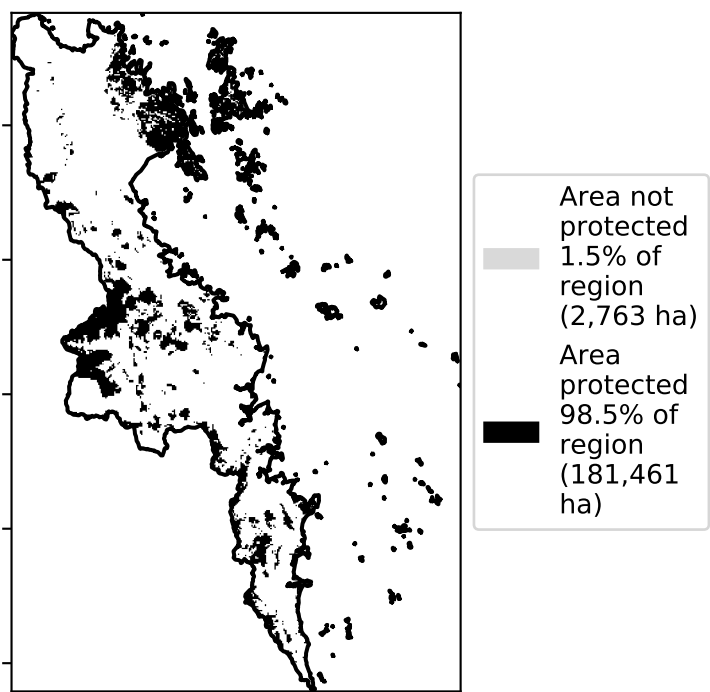 Area not
protected
1.5% of
region
(2,763 ha)
Area
protected
98.5% of
region
(181,461
ha)